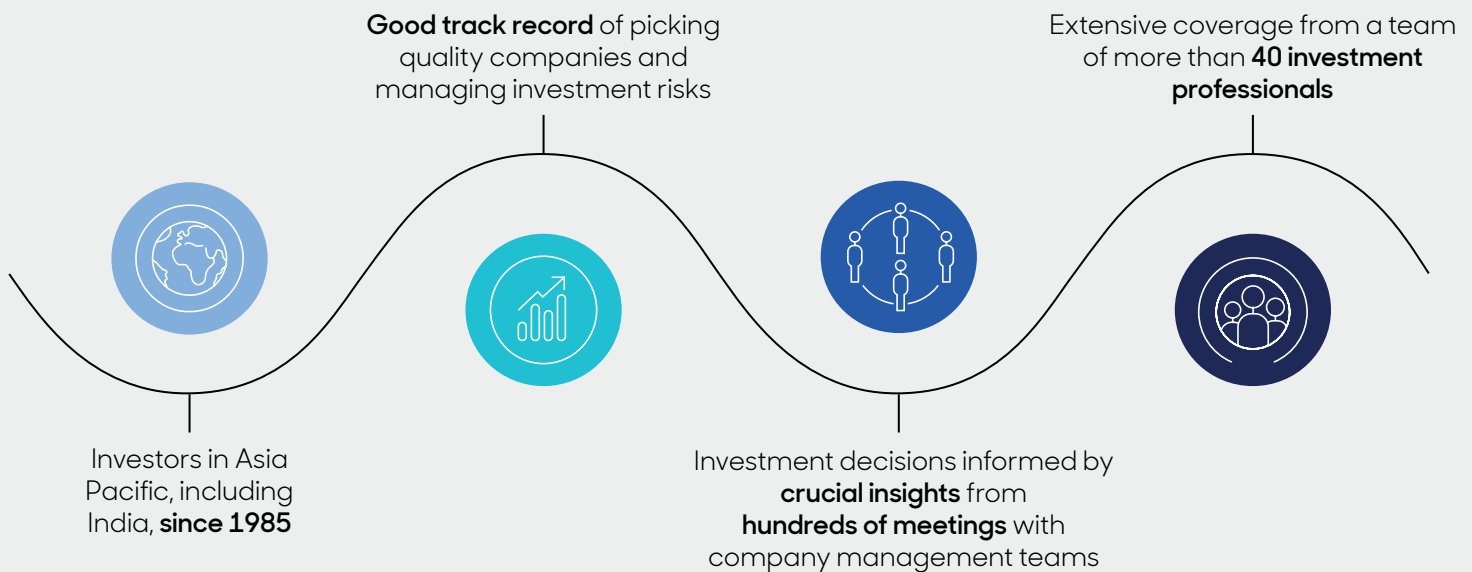 Good track record of picking
quality companies and
managing investment risks
Extensive coverage from a team
of more than 40 investment
professionals
Investors in Asia
Pacific, including
India, since 1985
Investment decisions informed by
crucial insights from
hundreds of meetings with
company management teams